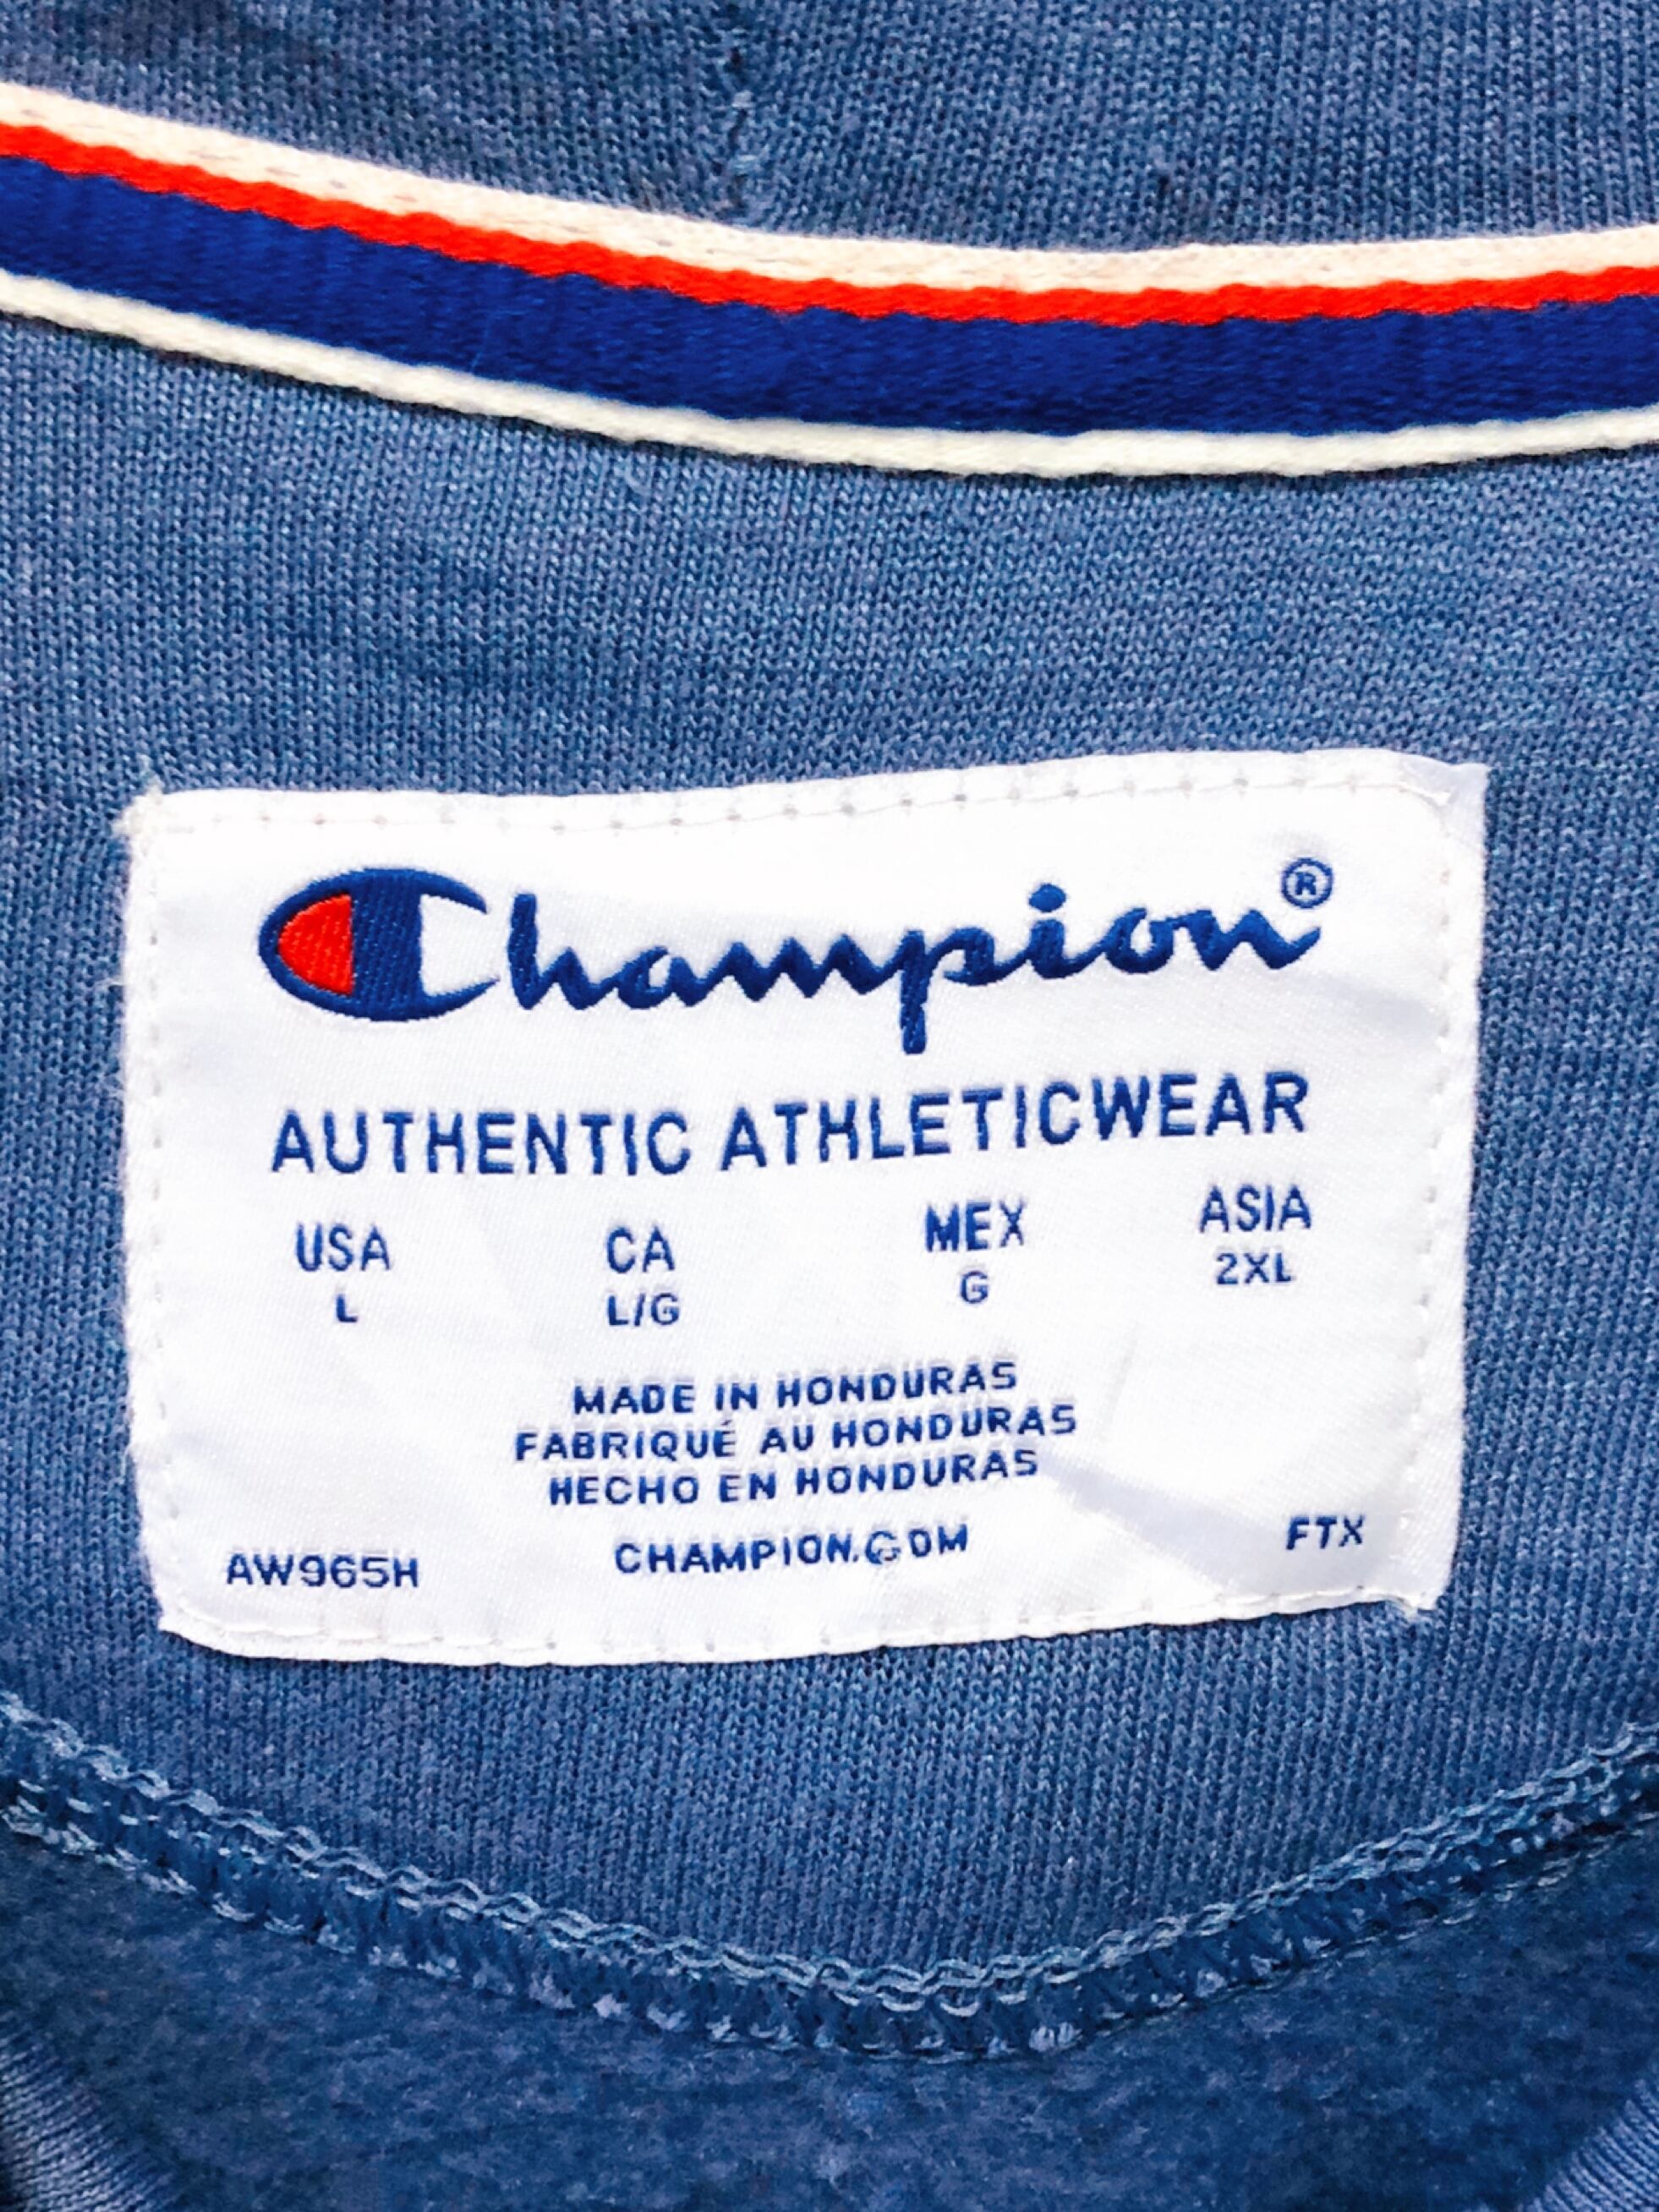 Champion®
AUTHENTIC ATHLETICWEAR
USA CA MEX ASIA
L L/G G 2XL
MADE IN HONDURAS
FABRIQUÉ AU HONDURAS
HECHO EN HONDURAS
AW965H CHAMPION.COM FTX